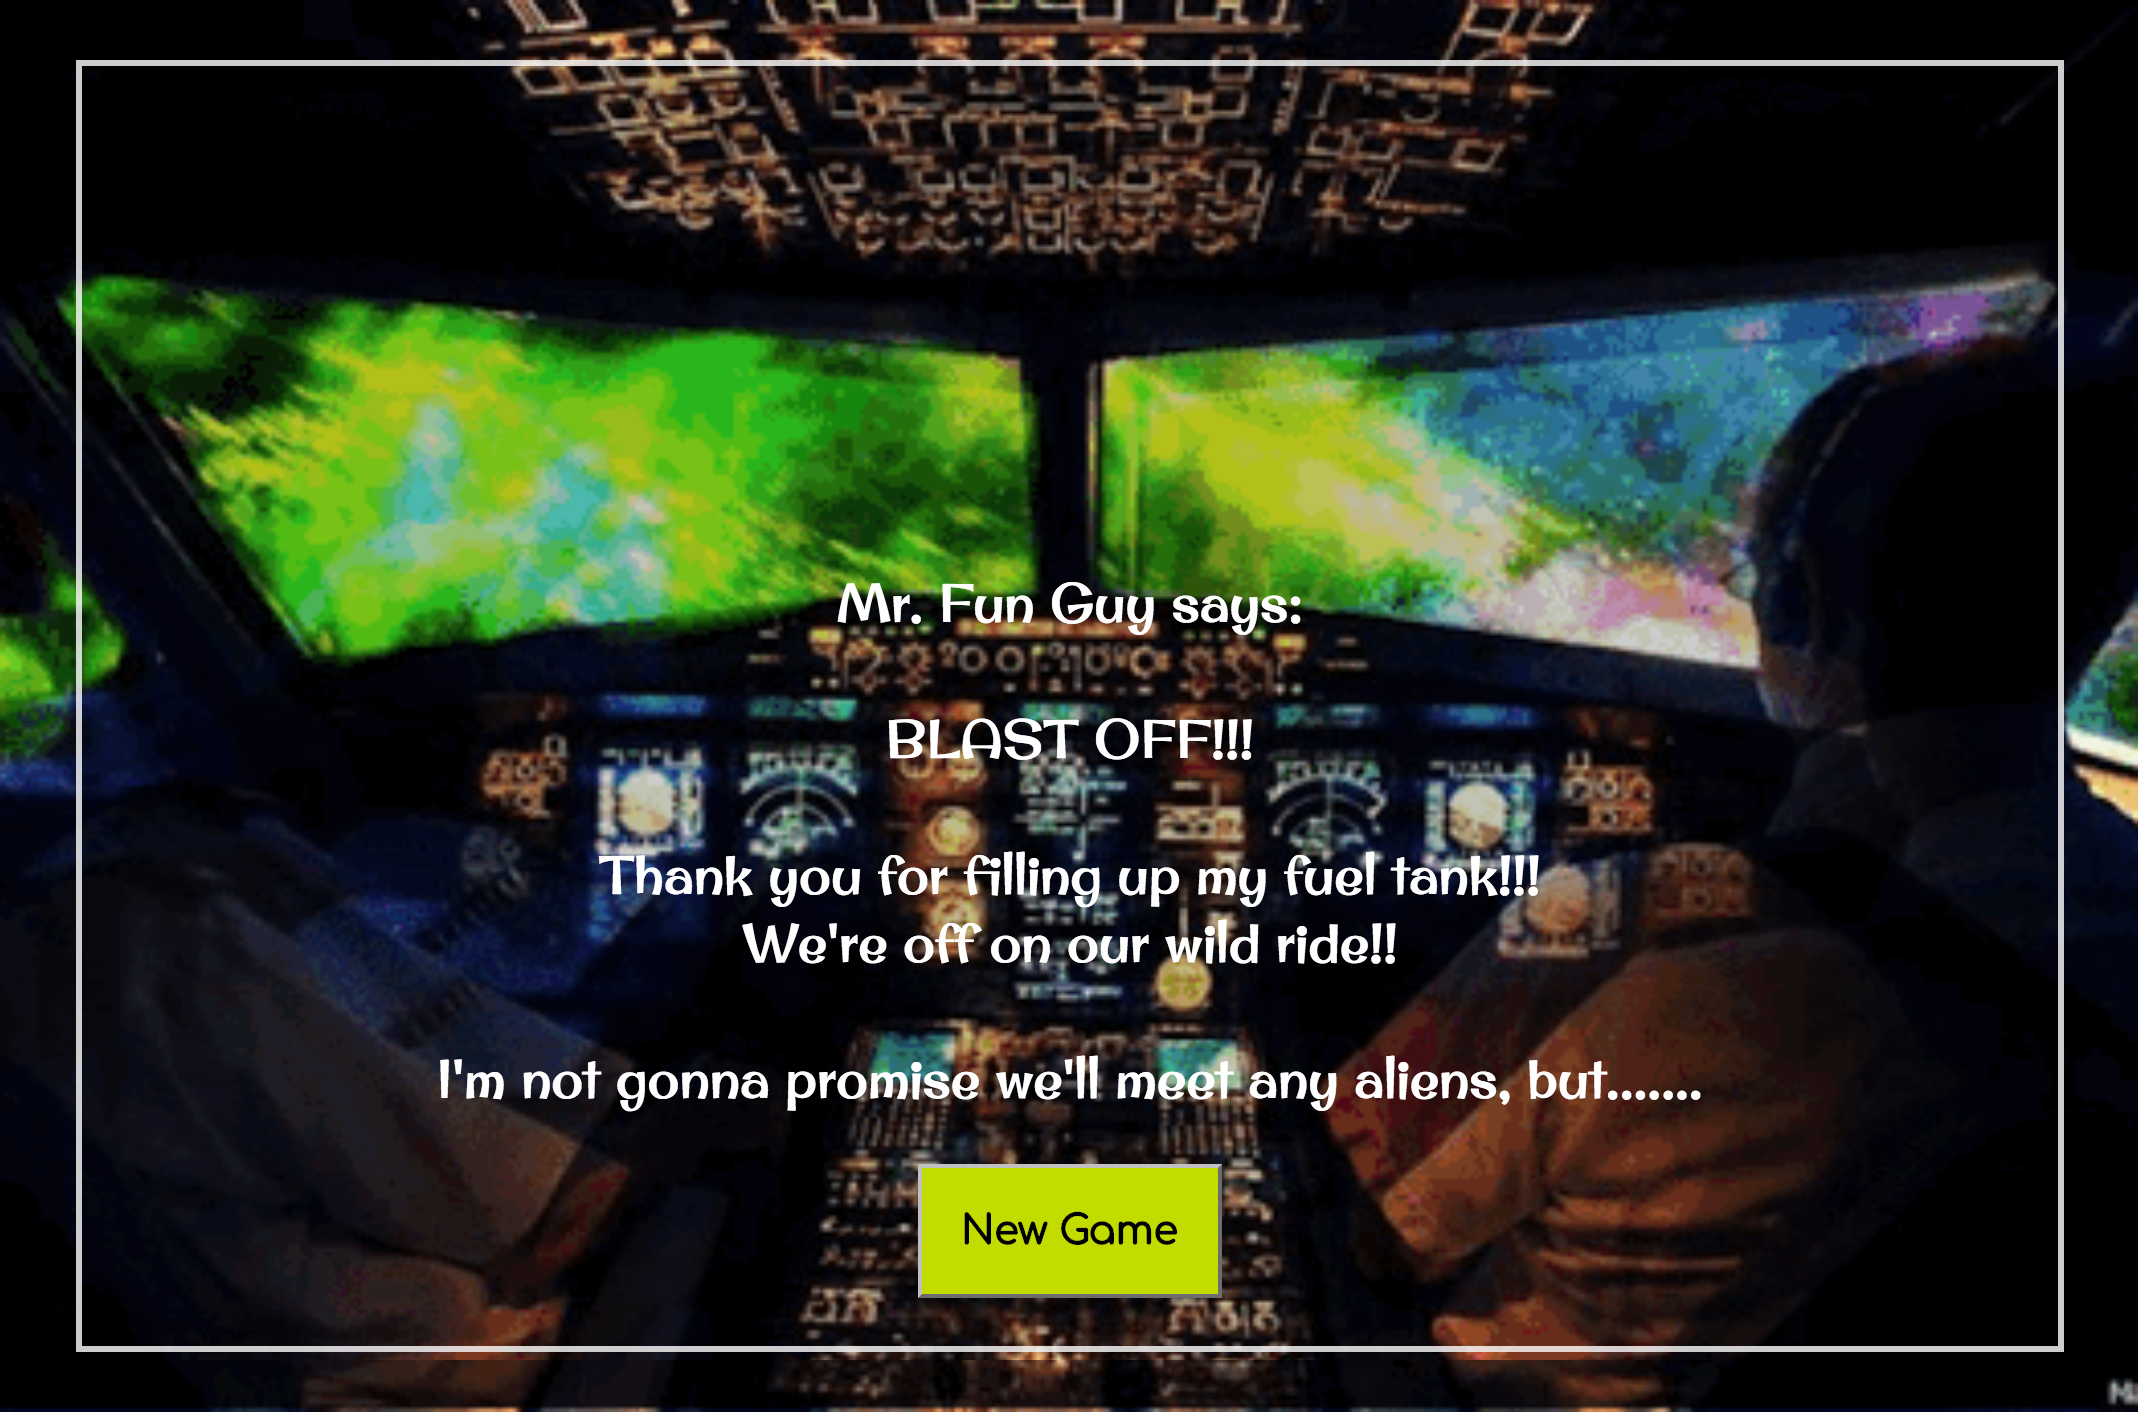 Mr. Fun Guy says:
BLAST OFF!!!
Thank you for filling up my fuel tank!!!
We're off on our wild ride!!
I'm not gonna promise we'll meet any aliens, but.......
New Game